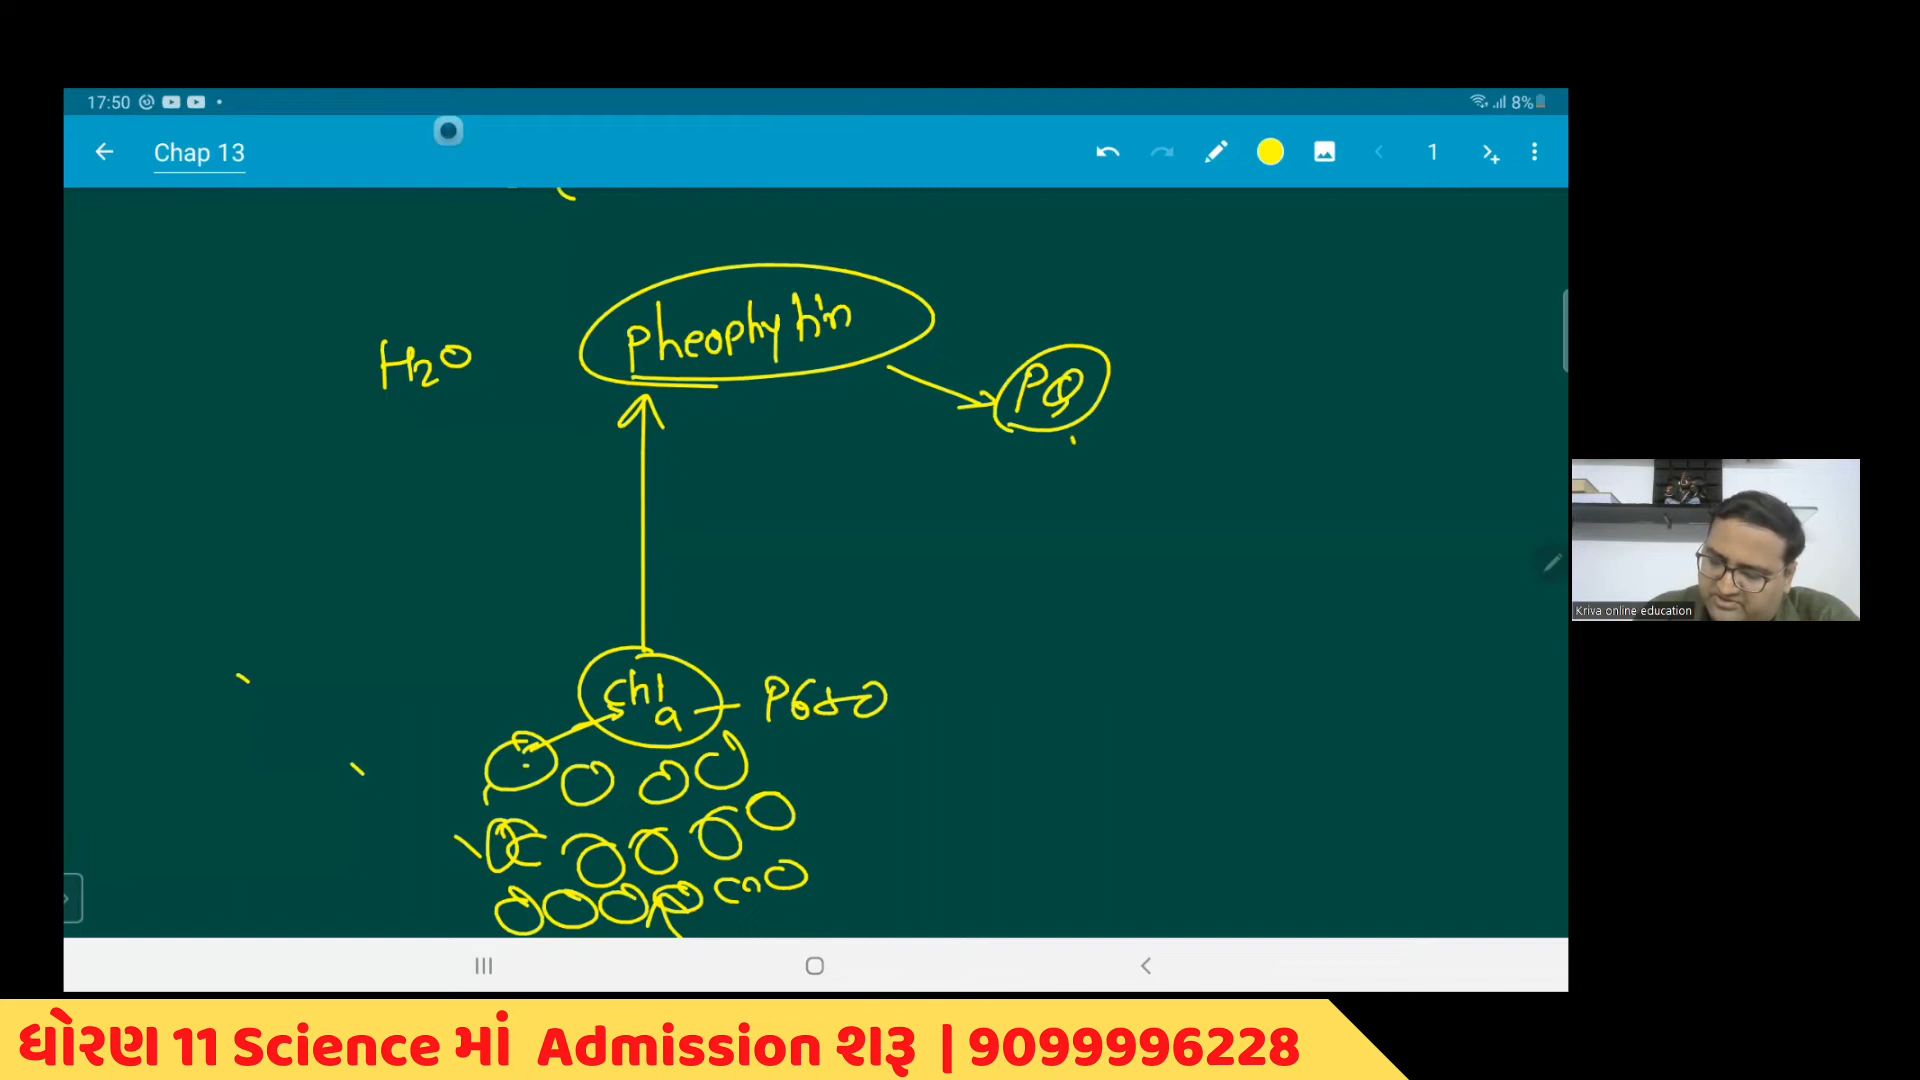 17:50
8%
Chap 13
1
pheophytin
H2O
PQ
chl
a
P680
Kriva online education
ધોરણ 11 Science માં Admission શરૂ | 9099996228